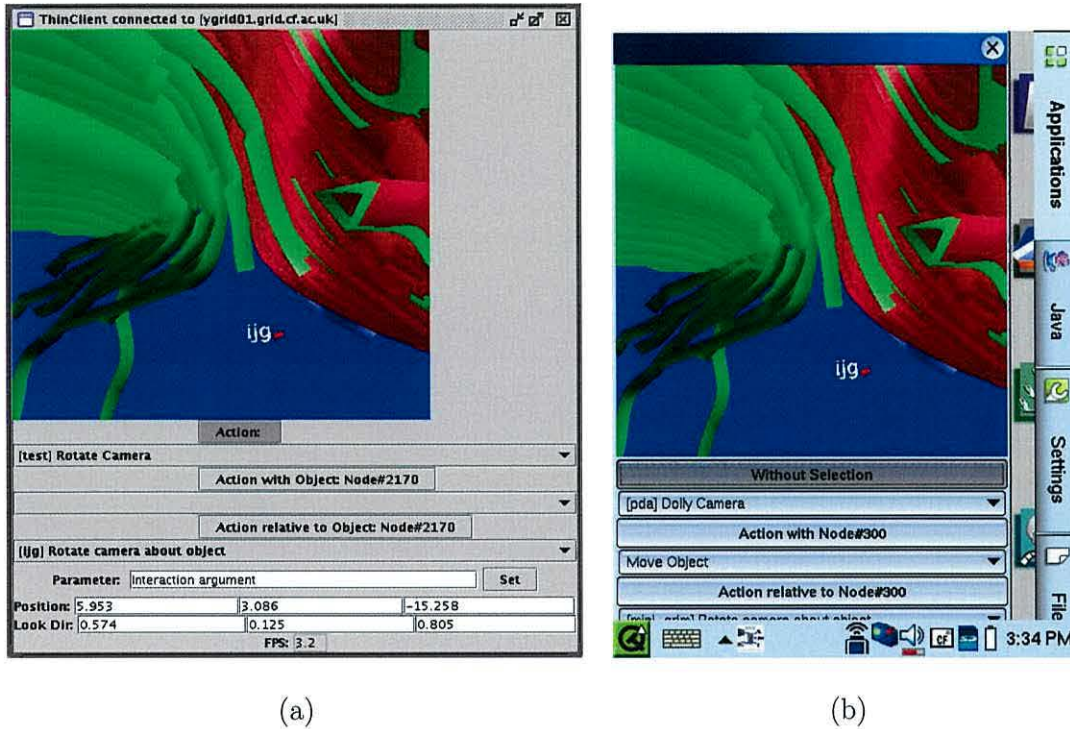 ThinClient connected to [ygrid01.grid.cf.ac.uk]
ijg
Action:
[test] Rotate Camera
Action with Object: Node#2170
Action relative to Object: Node#2170
[ijg] Rotate camera about object
Parameter: Interaction argument Set
Position: 5.953 3.086 -15.258
Look Dir: 0.574 0.125 0.805
FPS: 3.2
(a)
ijg
Without Selection
[pda] Dolly Camera
Action with Node#300
Move Object
Action relative to Node#300
Applications
Java
Settings
File
CF
3:34 PM
(b)